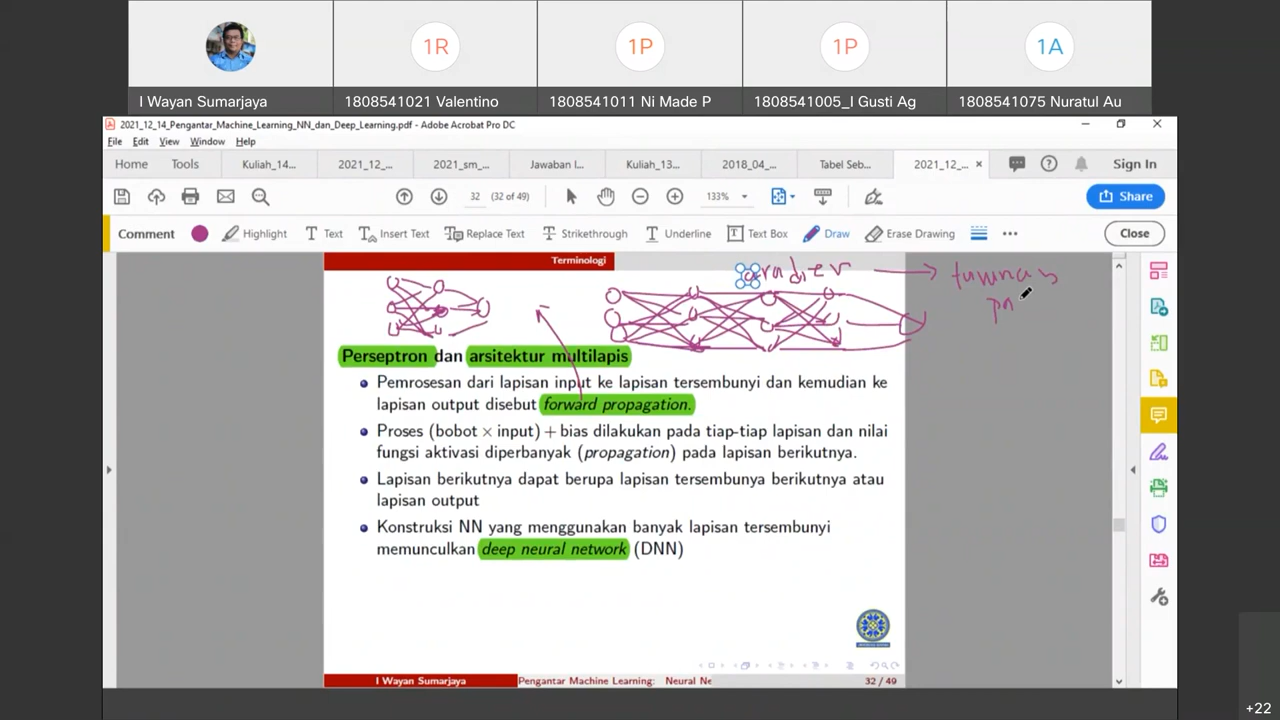 1R
1P
1P
1A
I Wayan Sumarjaya
1808541021 Valentino
1808541011 Ni Made P
1808541005_I Gusti Ag
1808541075 Nuratul Au
2021_12_14_Pengantar_Machine_Learning_NN_dan_Deep_Learning.pdf - Adobe Acrobat Pro DC
File Edit View Window Help
Home Tools Kuliah_14... 2021_12_... 2021_sm_... Jawaban I... Kuliah_13... 2018_04_... Tabel Seb... 2021_12_... × Sign In
32 (32 of 49) 133% Share
Comment Highlight Text Insert Text Replace Text Strikethrough Underline Text Box Draw Erase Drawing Close
Terminologi
Perseptron dan arsitektur multilapis
Pemrosesan dari lapisan input ke lapisan tersembunyi dan kemudian ke
lapisan output disebut forward propagation.
Proses (bobot × input) + bias dilakukan pada tiap-tiap lapisan dan nilai
fungsi aktivasi diperbanyak (propagation) pada lapisan berikutnya.
Lapisan berikutnya dapat berupa lapisan tersembunya berikutnya atau
lapisan output
Konstruksi NN yang menggunakan banyak lapisan tersembunyi
memunculkan deep neural network (DNN)
I Wayan Sumarjaya Pengantar Machine Learning: Neural Ne 32 / 49
+22